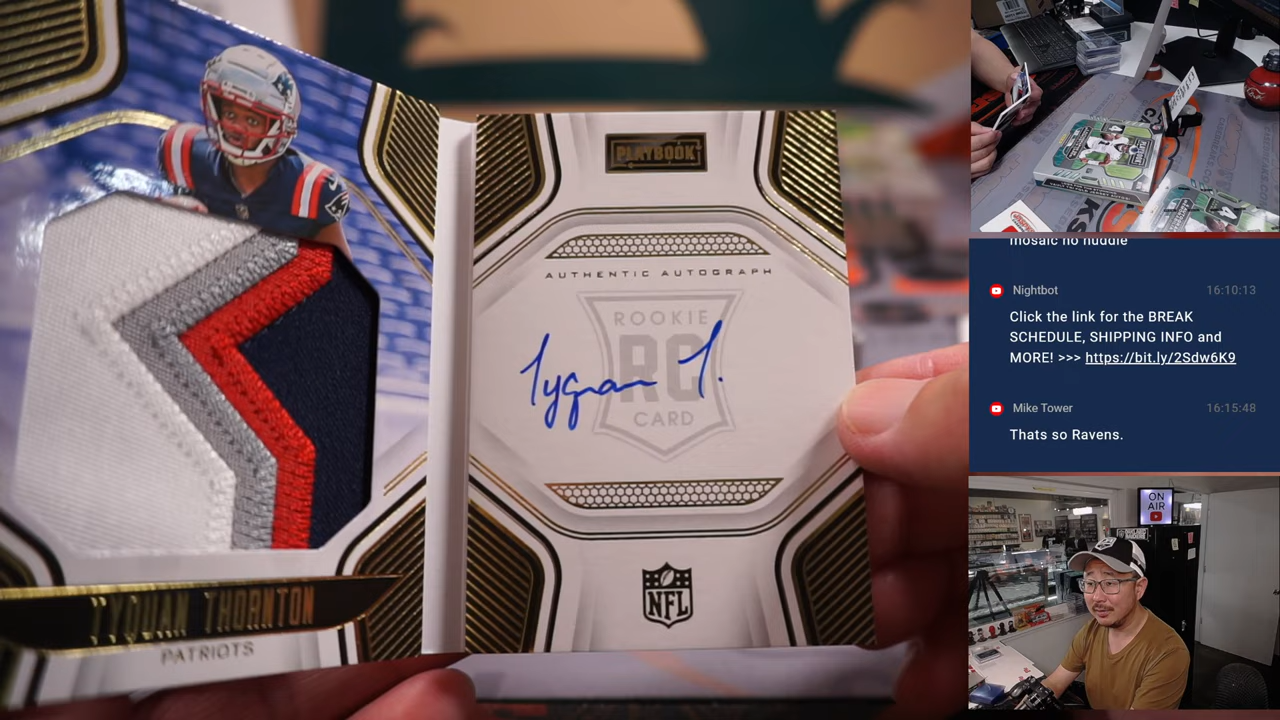 PLAYBOOK
AUTHENTIC AUTOGRAPH
ROOKIE
RC
CARD
Tyquan T.
NFL
TYQUAN THORNTON
PATRIOTS
mosaic no huddle
Nightbot 16:10:13
Click the link for the BREAK
SCHEDULE, SHIPPING INFO and
MORE! >>> https://bit.ly/2Sdw6K9
Mike Tower 16:15:48
Thats so Ravens.
ON
AIR